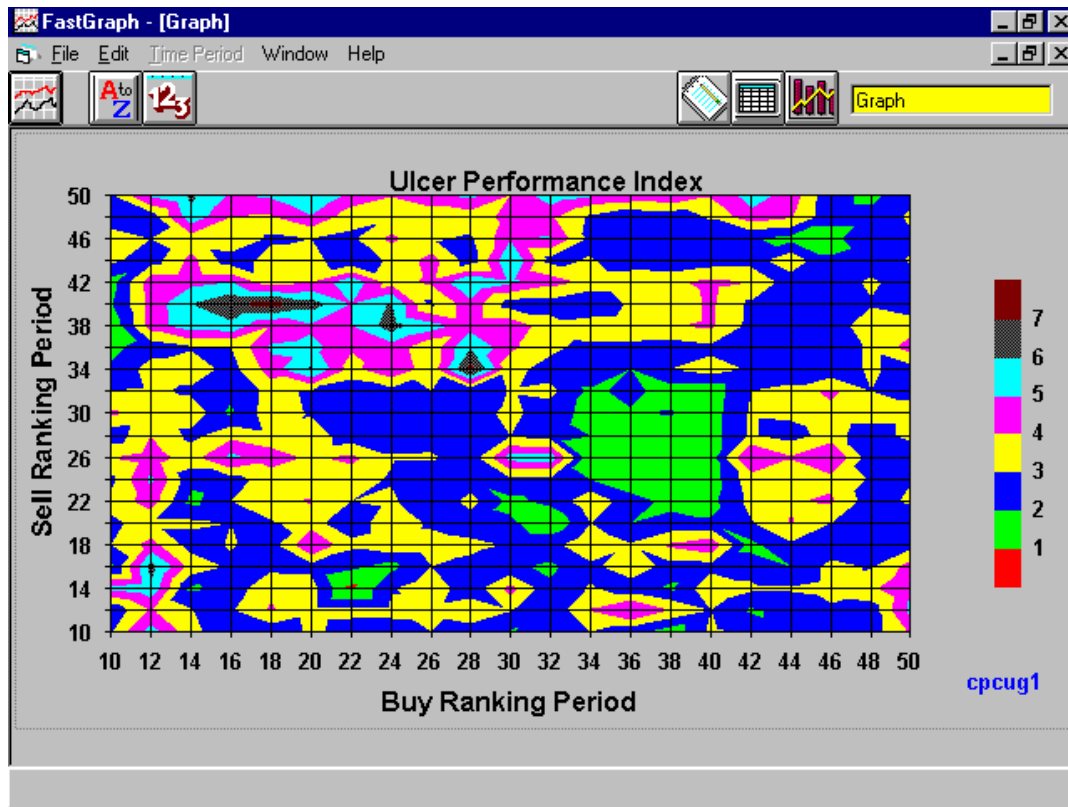 FastGraph - [Graph]
File Edit Time Period Window Help
A to Z
123
Graph
Ulcer Performance Index
Sell Ranking Period
50
46
42
38
34
30
26
22
18
14
10
10 12 14 16 18 20 22 24 26 28 30 32 34 36 38 40 42 44 46 48 50
Buy Ranking Period
7
6
5
4
3
2
1
cpcug1